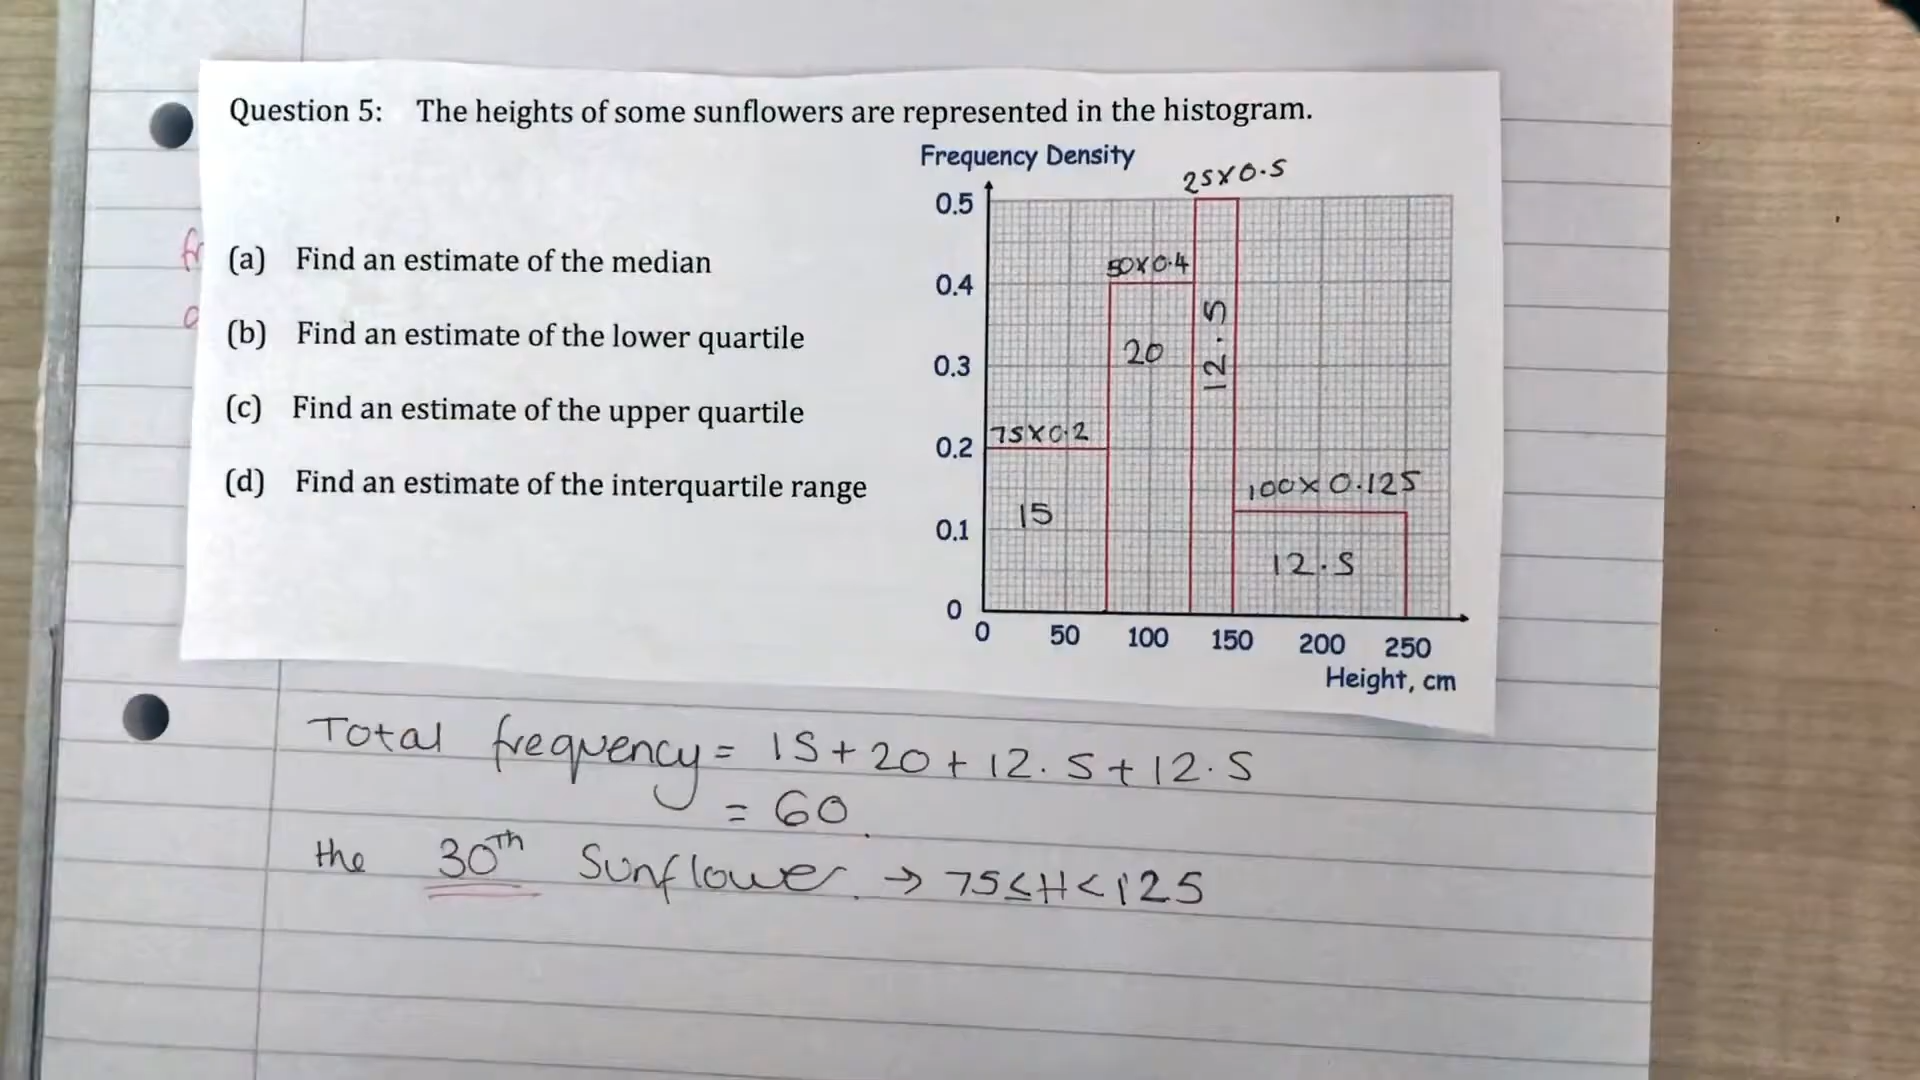 Question 5: The heights of some sunflowers are represented in the histogram.
(a) Find an estimate of the median
(b) Find an estimate of the lower quartile
(c) Find an estimate of the upper quartile
(d) Find an estimate of the interquartile range
Frequency Density
25×0.5
0.5
50×0.4
0.4
12.5
20
0.3
75×0.2
0.2
100×0.125
15
0.1
12.5
0
0 50 100 150 200 250
Height, cm
Total frequency = 15+20+12.5+12.5
= 60.
the 30th Sunflower. → 75≤H<125